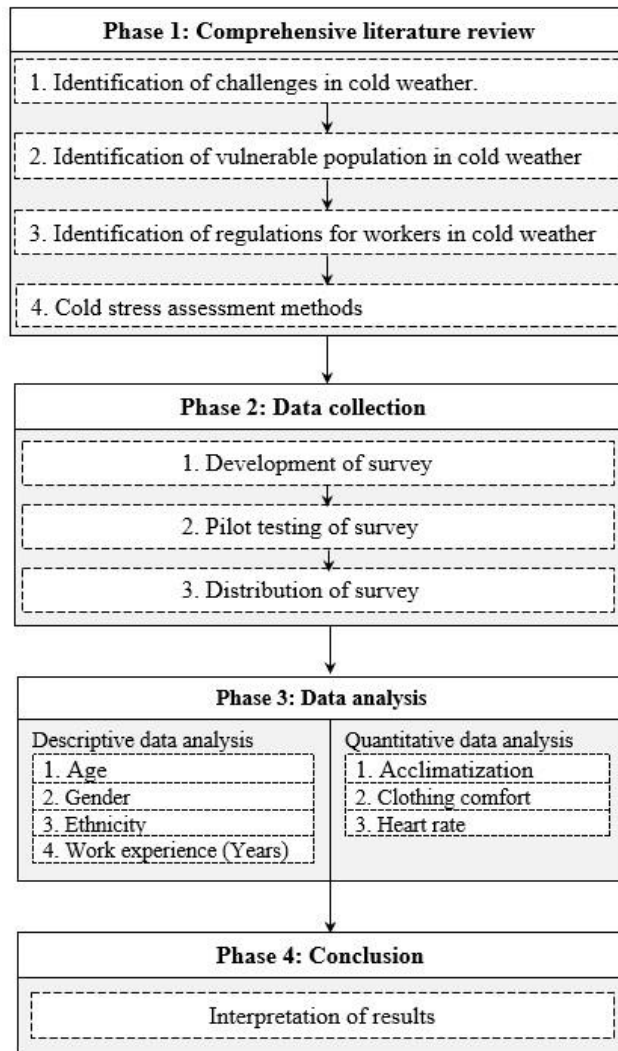 Phase 1: Comprehensive literature review
1. Identification of challenges in cold weather.
2. Identification of vulnerable population in cold weather
3. Identification of regulations for workers in cold weather
4. Cold stress assessment methods
Phase 2: Data collection
1. Development of survey
2. Pilot testing of survey
3. Distribution of survey
Phase 3: Data analysis
Descriptive data analysis
1. Age
2. Gender
3. Ethnicity
4. Work experience (Years)
Quantitative data analysis
1. Acclimatization
2. Clothing comfort
3. Heart rate
Phase 4: Conclusion
Interpretation of results